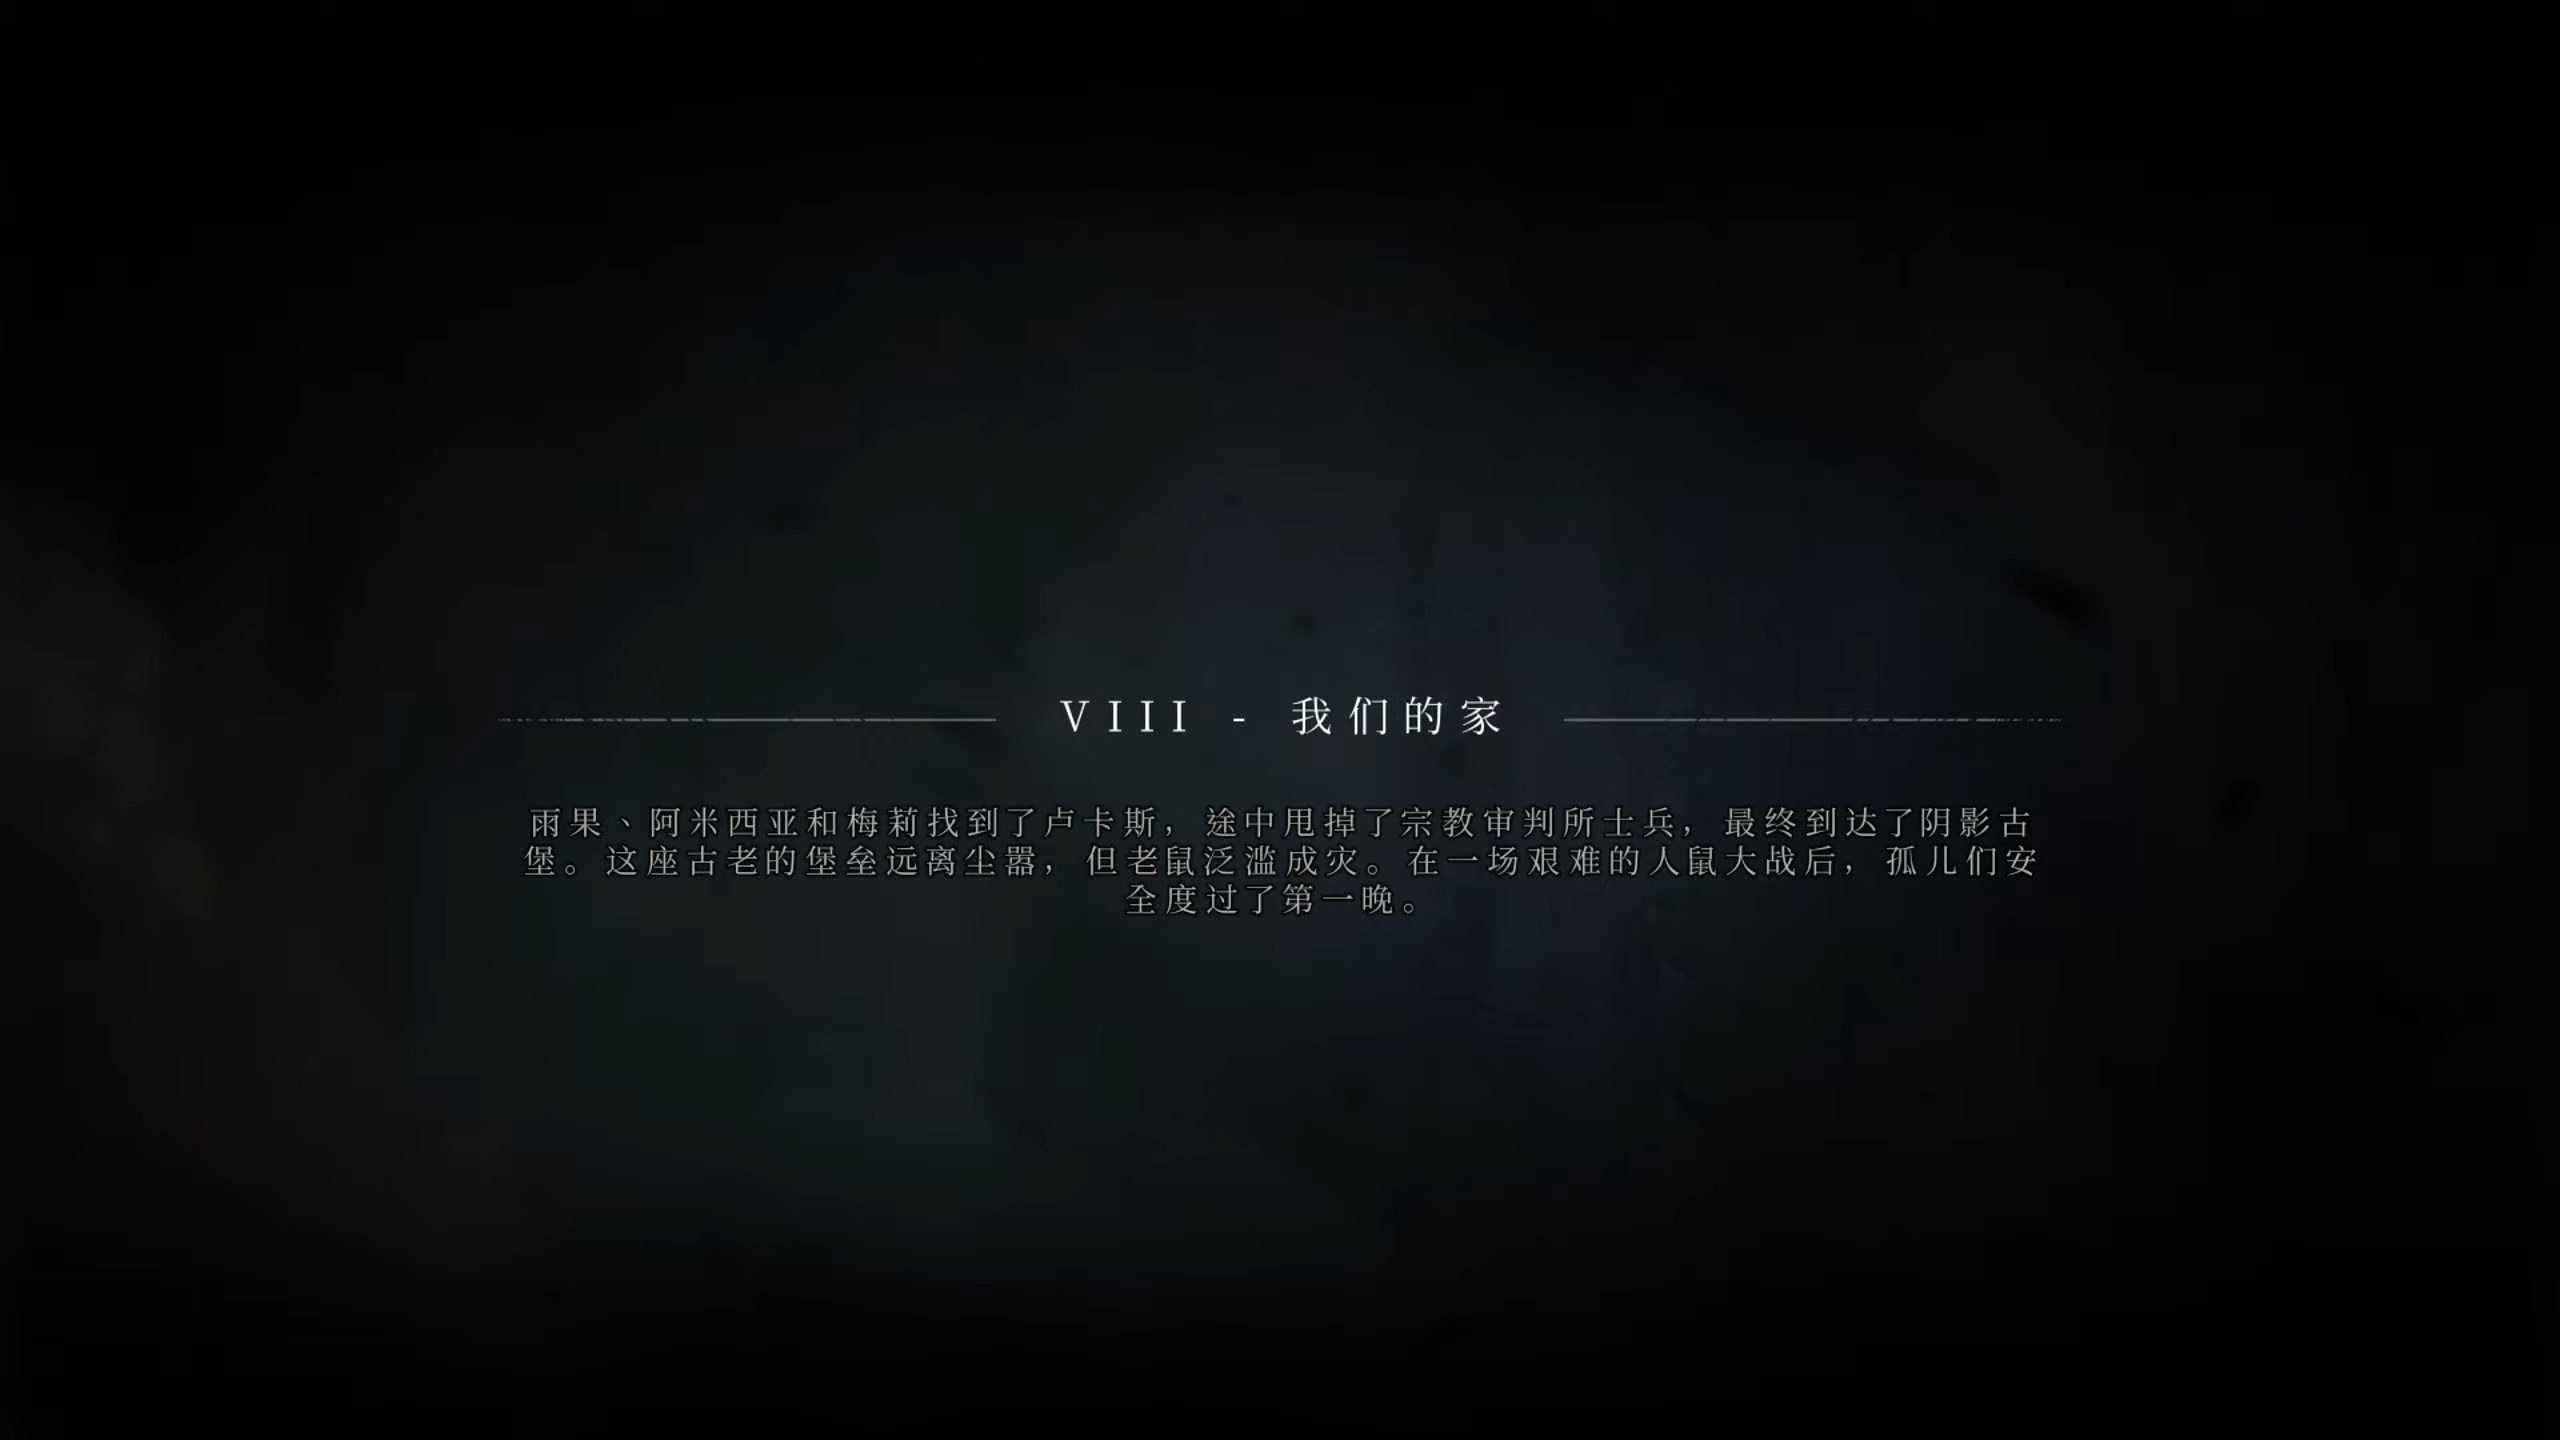 VIII - 我们的家
雨果、阿米西亚和梅莉找到了卢卡斯，途中甩掉了宗教审判所士兵，最终到达了阴影古
堡。这座古老的堡垒远离尘嚣，但老鼠泛滥成灾。在一场艰难的人鼠大战后，孤儿们安
全度过了第一晚。